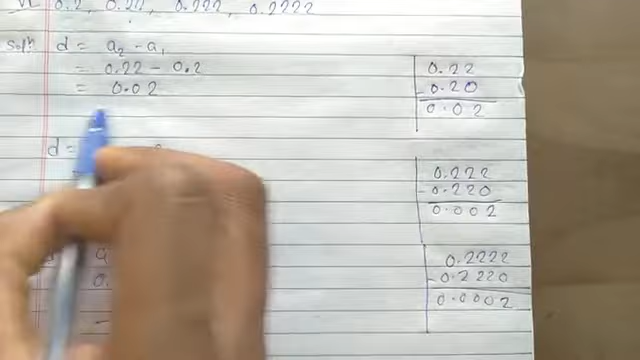 0.2, 0.22, 0.222, 0.2222
Solⁿ d = a₂ - a₁
= 0.22 - 0.2
= 0.02
d =
0.22
- 0.20
0.02
0.222
- 0.220
0.002
0.2222
- 0.2220
0.0002